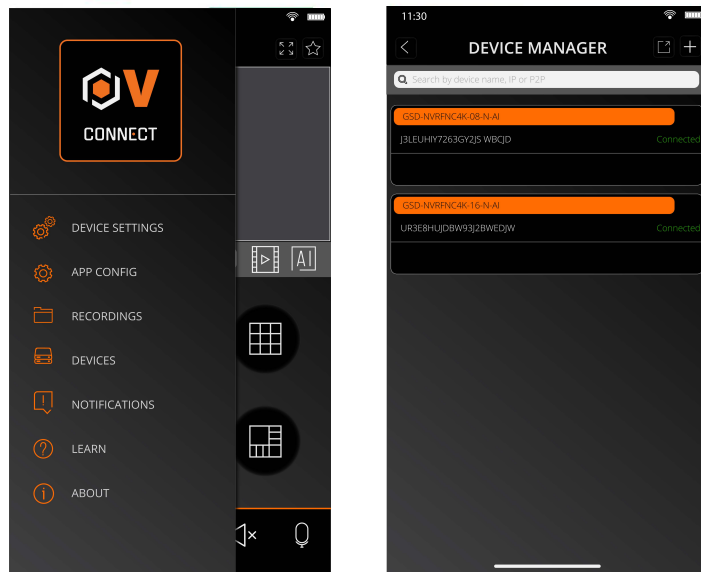 V
CONNECT
DEVICE SETTINGS
APP CONFIG
RECORDINGS
DEVICES
NOTIFICATIONS
LEARN
ABOUT
AI
11:30
DEVICE MANAGER
Search by device name, IP or P2P
GSD-NVRFNC4K-08-N-AI
J3LEUHIY7263GY2JS WBCJD
Connected
GSD-NVRFNC4K-16-N-AI
UR3E8HUJDBW93J2BWEDJW
Connected